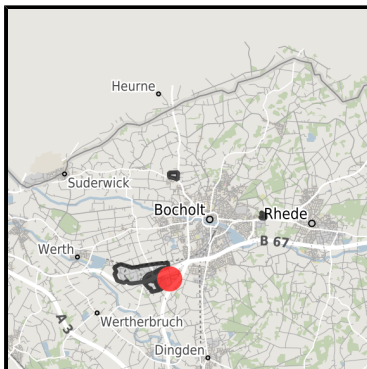 Heurne
Suderwick
Bocholt
Rhede
B 67
Werth
A 3
Wertherbruch
Dingden